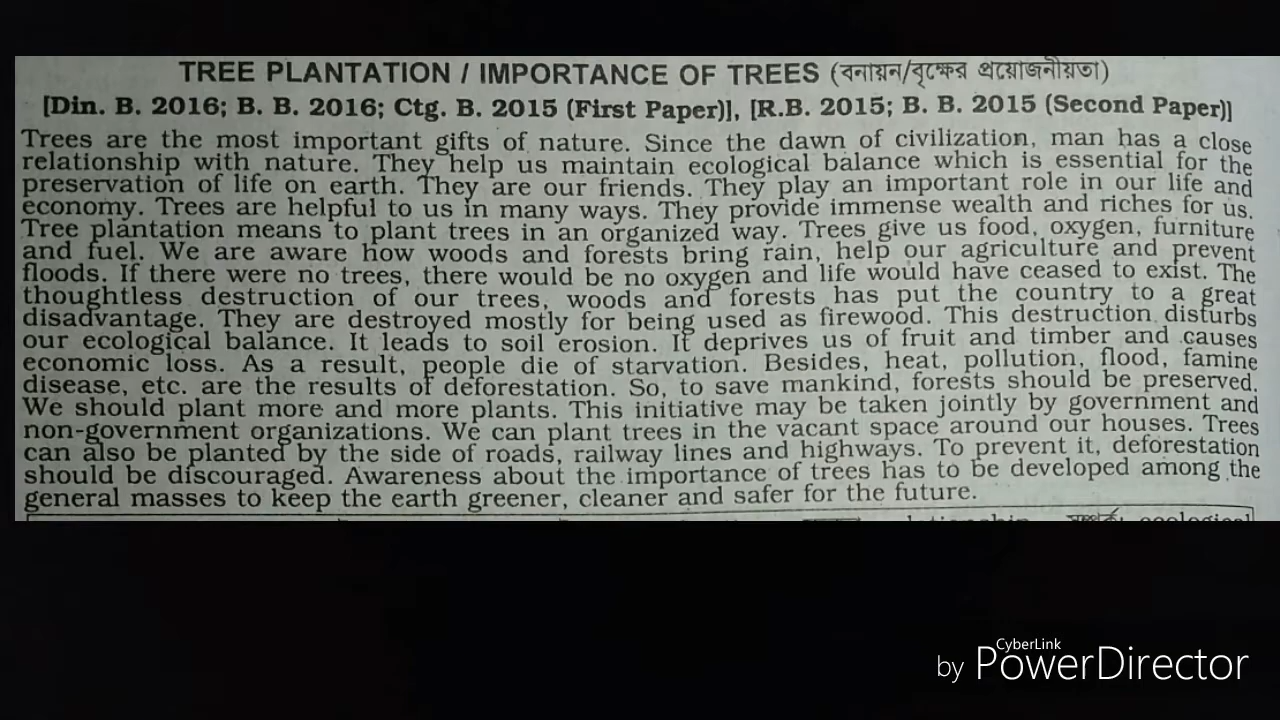 TREE PLANTATION / IMPORTANCE OF TREES (বনায়ন/বৃক্ষের প্রয়োজনীয়তা)
[Din. B. 2016; B. B. 2016; Ctg. B. 2015 (First Paper)], [R.B. 2015; B. B. 2015 (Second Paper)]
Trees are the most important gifts of nature. Since the dawn of civilization, man has a close
relationship with nature. They help us maintain ecological balance which is essential for the
preservation of life on earth. They are our friends. They play an important role in our life and
economy. Trees are helpful to us in many ways. They provide immense wealth and riches for us.
Tree plantation means to plant trees in an organized way. Trees give us food, oxygen, furniture
and fuel. We are aware how woods and forests bring rain, help our agriculture and prevent
floods. If there were no trees, there would be no oxygen and life would have ceased to exist. The
thoughtless destruction of our trees, woods and forests has put the country to a great
disadvantage. They are destroyed mostly for being used as firewood. This destruction disturbs
our ecological balance. It leads to soil erosion. It deprives us of fruit and timber and causes
economic loss. As a result, people die of starvation. Besides, heat, pollution, flood, famine
disease, etc. are the results of deforestation. So, to save mankind, forests should be preserved.
We should plant more and more plants. This initiative may be taken jointly by government and
non-government organizations. We can plant trees in the vacant space around our houses. Trees
can also be planted by the side of roads, railway lines and highways. To prevent it, deforestation
should be discouraged. Awareness about the importance of trees has to be developed among the
general masses to keep the earth greener, cleaner and safer for the future.
সম্পর্ক; ecological
CyberLink
by PowerDirector